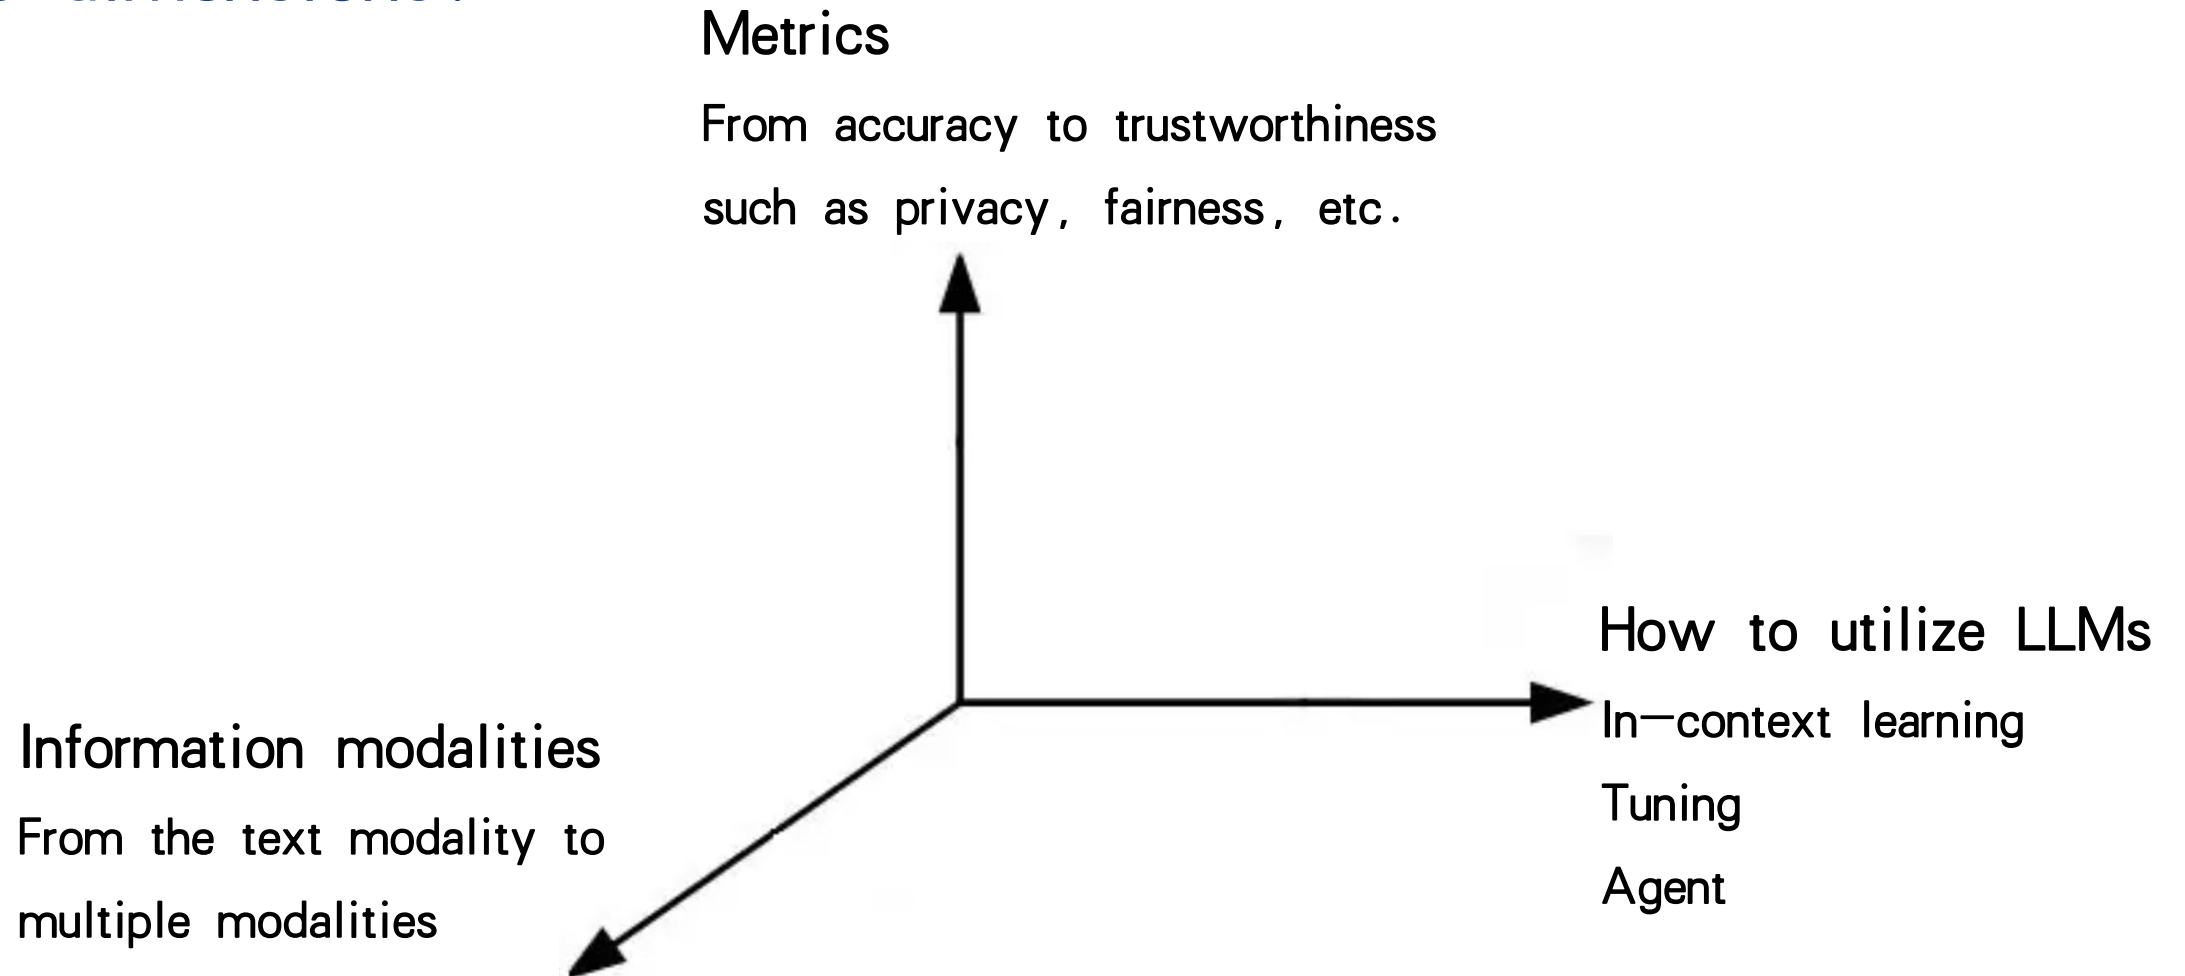 Metrics
From accuracy to trustworthiness
such as privacy, fairness, etc.
How to utilize LLMs
In—context learning
Tuning
Agent
Information modalities
From the text modality to
multiple modalities